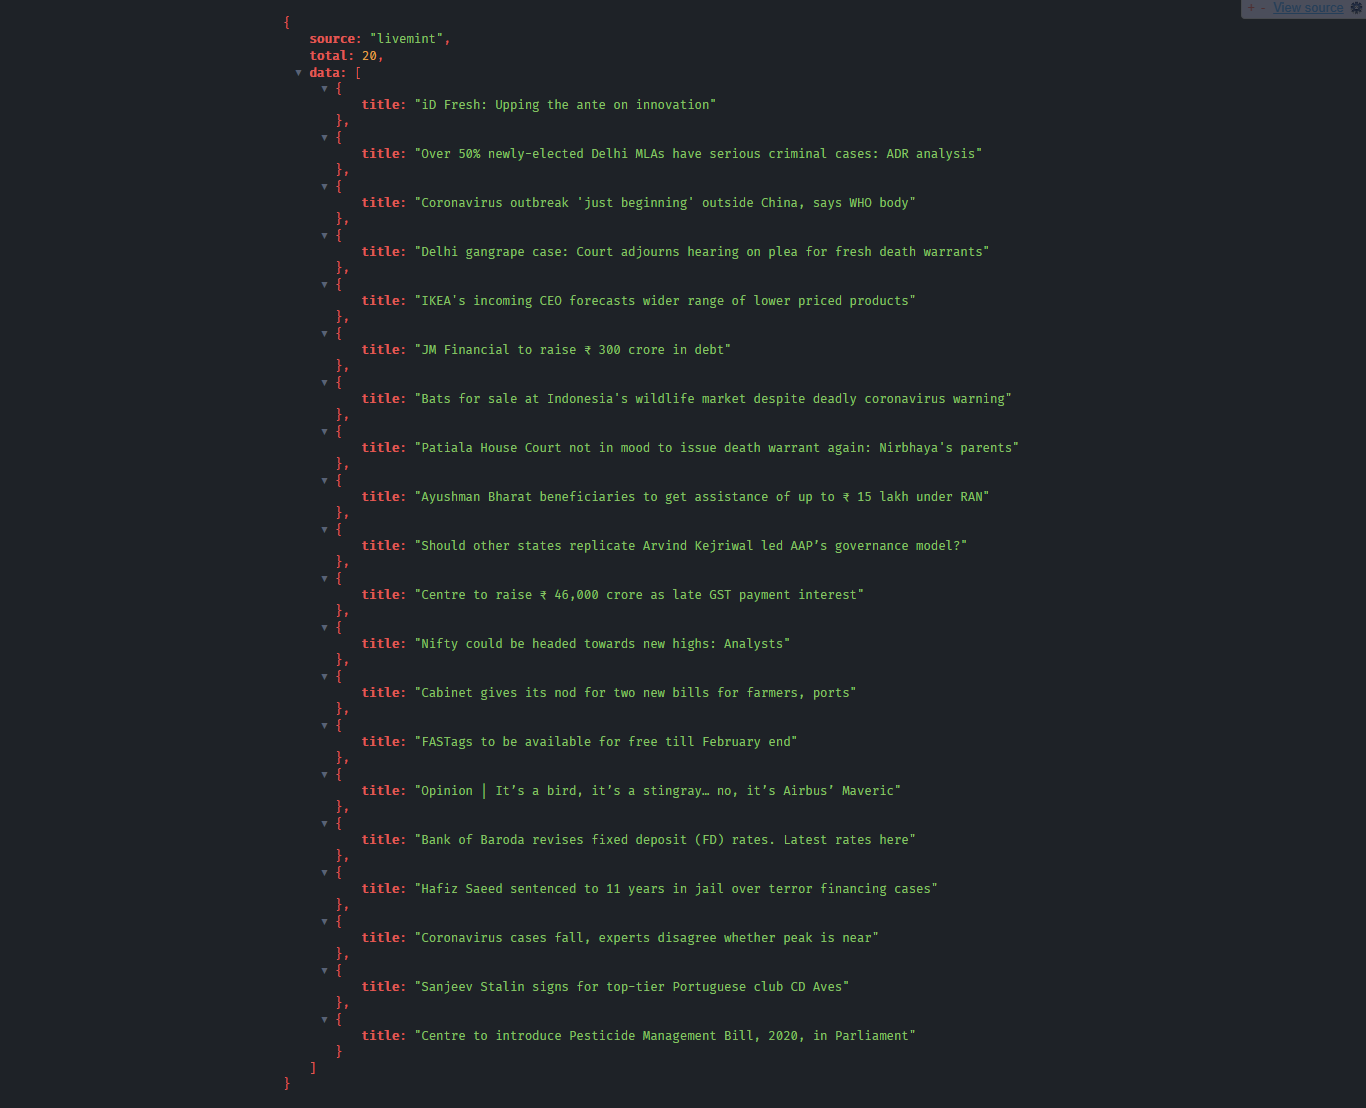 + - View source
{
source: "livemint",
total: 20,
data: [
{
title: "iD Fresh: Upping the ante on innovation"
},
{
title: "Over 50% newly-elected Delhi MLAs have serious criminal cases: ADR analysis"
},
{
title: "Coronavirus outbreak 'just beginning' outside China, says WHO body"
},
{
title: "Delhi gangrape case: Court adjourns hearing on plea for fresh death warrants"
},
{
title: "IKEA's incoming CEO forecasts wider range of lower priced products"
},
{
title: "JM Financial to raise ₹ 300 crore in debt"
},
{
title: "Bats for sale at Indonesia's wildlife market despite deadly coronavirus warning"
},
{
title: "Patiala House Court not in mood to issue death warrant again: Nirbhaya's parents"
},
{
title: "Ayushman Bharat beneficiaries to get assistance of up to ₹ 15 lakh under RAN"
},
{
title: "Should other states replicate Arvind Kejriwal led AAP’s governance model?"
},
{
title: "Centre to raise ₹ 46,000 crore as late GST payment interest"
},
{
title: "Nifty could be headed towards new highs: Analysts"
},
{
title: "Cabinet gives its nod for two new bills for farmers, ports"
},
{
title: "FASTags to be available for free till February end"
},
{
title: "Opinion | It’s a bird, it’s a stingray… no, it’s Airbus’ Maveric"
},
{
title: "Bank of Baroda revises fixed deposit (FD) rates. Latest rates here"
},
{
title: "Hafiz Saeed sentenced to 11 years in jail over terror financing cases"
},
{
title: "Coronavirus cases fall, experts disagree whether peak is near"
},
{
title: "Sanjeev Stalin signs for top-tier Portuguese club CD Aves"
},
{
title: "Centre to introduce Pesticide Management Bill, 2020, in Parliament"
}
]
}